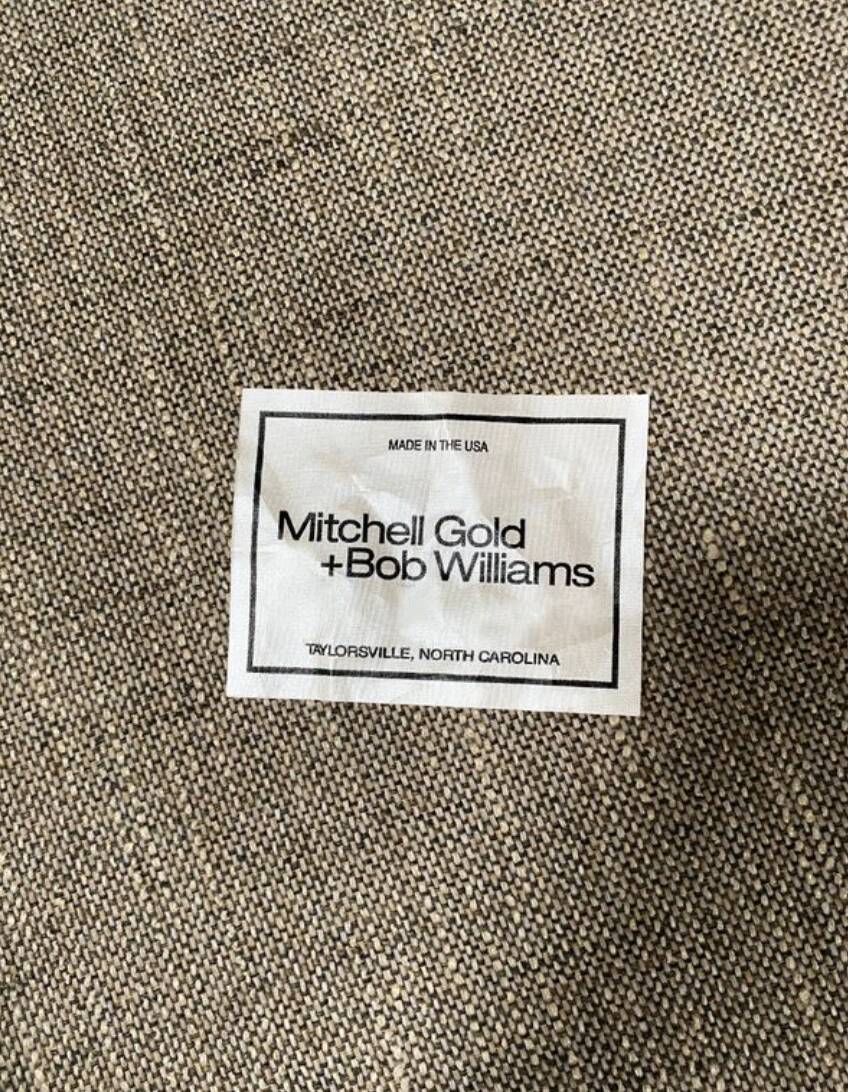 MADE IN THE USA
Mitchell Gold
+Bob Williams
TAYLORSVILLE, NORTH CAROLINA